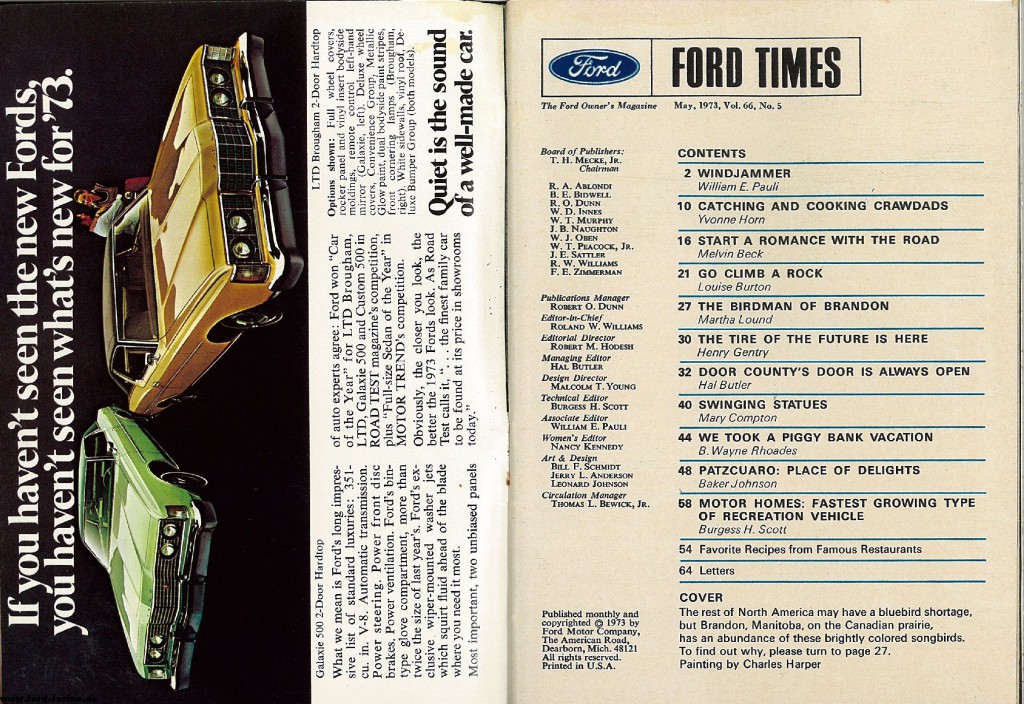 If you haven't seen the new Fords,
you haven't seen what's new for '73.
Galaxie 500 2-Door Hardtop
What we mean is Ford's long impres-
sive list of standard luxuries: 351-
cu. in. V-8. Automatic transmission.
Power steering. Power front disc
brakes. Power ventilation. Ford's bin-
type glove compartment, more than
twice the size of last year's. Ford's ex-
clusive wiper-mounted washer jets
which squirt fluid ahead of the blade
where you need it most.
Most important, two unbiased panels
of auto experts agree: Ford won "Car
of the Year" for LTD Brougham,
LTD, Galaxie 500 and Custom 500 in
ROAD TEST magazine's competition,
plus "Full-size Sedan of the Year" in
MOTOR TREND's competition.
Obviously, the closer you look, the
better the 1973 Fords look. As Road
Test calls it, ". . . the finest family car
to be found at its price in showrooms
today."
LTD Brougham 2-Door Hardtop
Options shown: Full wheel covers,
rocker panel and vinyl insert bodyside
moldings, remote control left-hand
mirror (Galaxie, left). Deluxe wheel
covers, Convenience Group, Metallic
Glow paint, dual bodyside paint stripes,
front cornering lamps (Brougham,
right). White sidewalls, vinyl roof, De-
luxe Bumper Group (both models).
Quiet is the sound
of a well-made car.
Ford
FORD TIMES
The Ford Owner's Magazine May, 1973, Vol. 66, No. 5
Board of Publishers:
T. H. MECKE, JR.
Chairman
R. A. ABLONDI
B. E. BIDWELL
R. O. DUNN
W. D. INNES
W. T. MURPHY
J. B. NAUGHTON
W. J. OBEN
W. T. PEACOCK, JR.
J. E. SATTLER
R. W. WILLIAMS
F. E. ZIMMERMAN
Publications Manager
ROBERT O. DUNN
Editor-in-Chief
ROLAND W. WILLIAMS
Editorial Director
ROBERT M. HODESH
Managing Editor
HAL BUTLER
Design Director
MALCOLM T. YOUNG
Technical Editor
BURGESS H. SCOTT
Associate Editor
WILLIAM E. PAULI
Women's Editor
NANCY KENNEDY
Art & Design
BILL F. SCHMIDT
JERRY L. ANDERSON
LEONARD JOHNSON
Circulation Manager
THOMAS L. BEWICK, JR.
Published monthly and
copyrighted © 1973 by
Ford Motor Company,
The American Road,
Dearborn, Mich. 48121
All rights reserved.
Printed in U.S.A.
CONTENTS
2 WINDJAMMER
William E. Pauli
10 CATCHING AND COOKING CRAWDADS
Yvonne Horn
16 START A ROMANCE WITH THE ROAD
Melvin Beck
21 GO CLIMB A ROCK
Louise Burton
27 THE BIRDMAN OF BRANDON
Martha Lound
30 THE TIRE OF THE FUTURE IS HERE
Henry Gentry
32 DOOR COUNTY'S DOOR IS ALWAYS OPEN
Hal Butler
40 SWINGING STATUES
Mary Compton
44 WE TOOK A PIGGY BANK VACATION
B. Wayne Rhoades
48 PATZCUARO: PLACE OF DELIGHTS
Baker Johnson
58 MOTOR HOMES: FASTEST GROWING TYPE
OF RECREATION VEHICLE
Burgess H. Scott
54 Favorite Recipes from Famous Restaurants
64 Letters
COVER
The rest of North America may have a bluebird shortage,
but Brandon, Manitoba, on the Canadian prairie,
has an abundance of these brightly colored songbirds.
To find out why, please turn to page 27.
Painting by Charles Harper